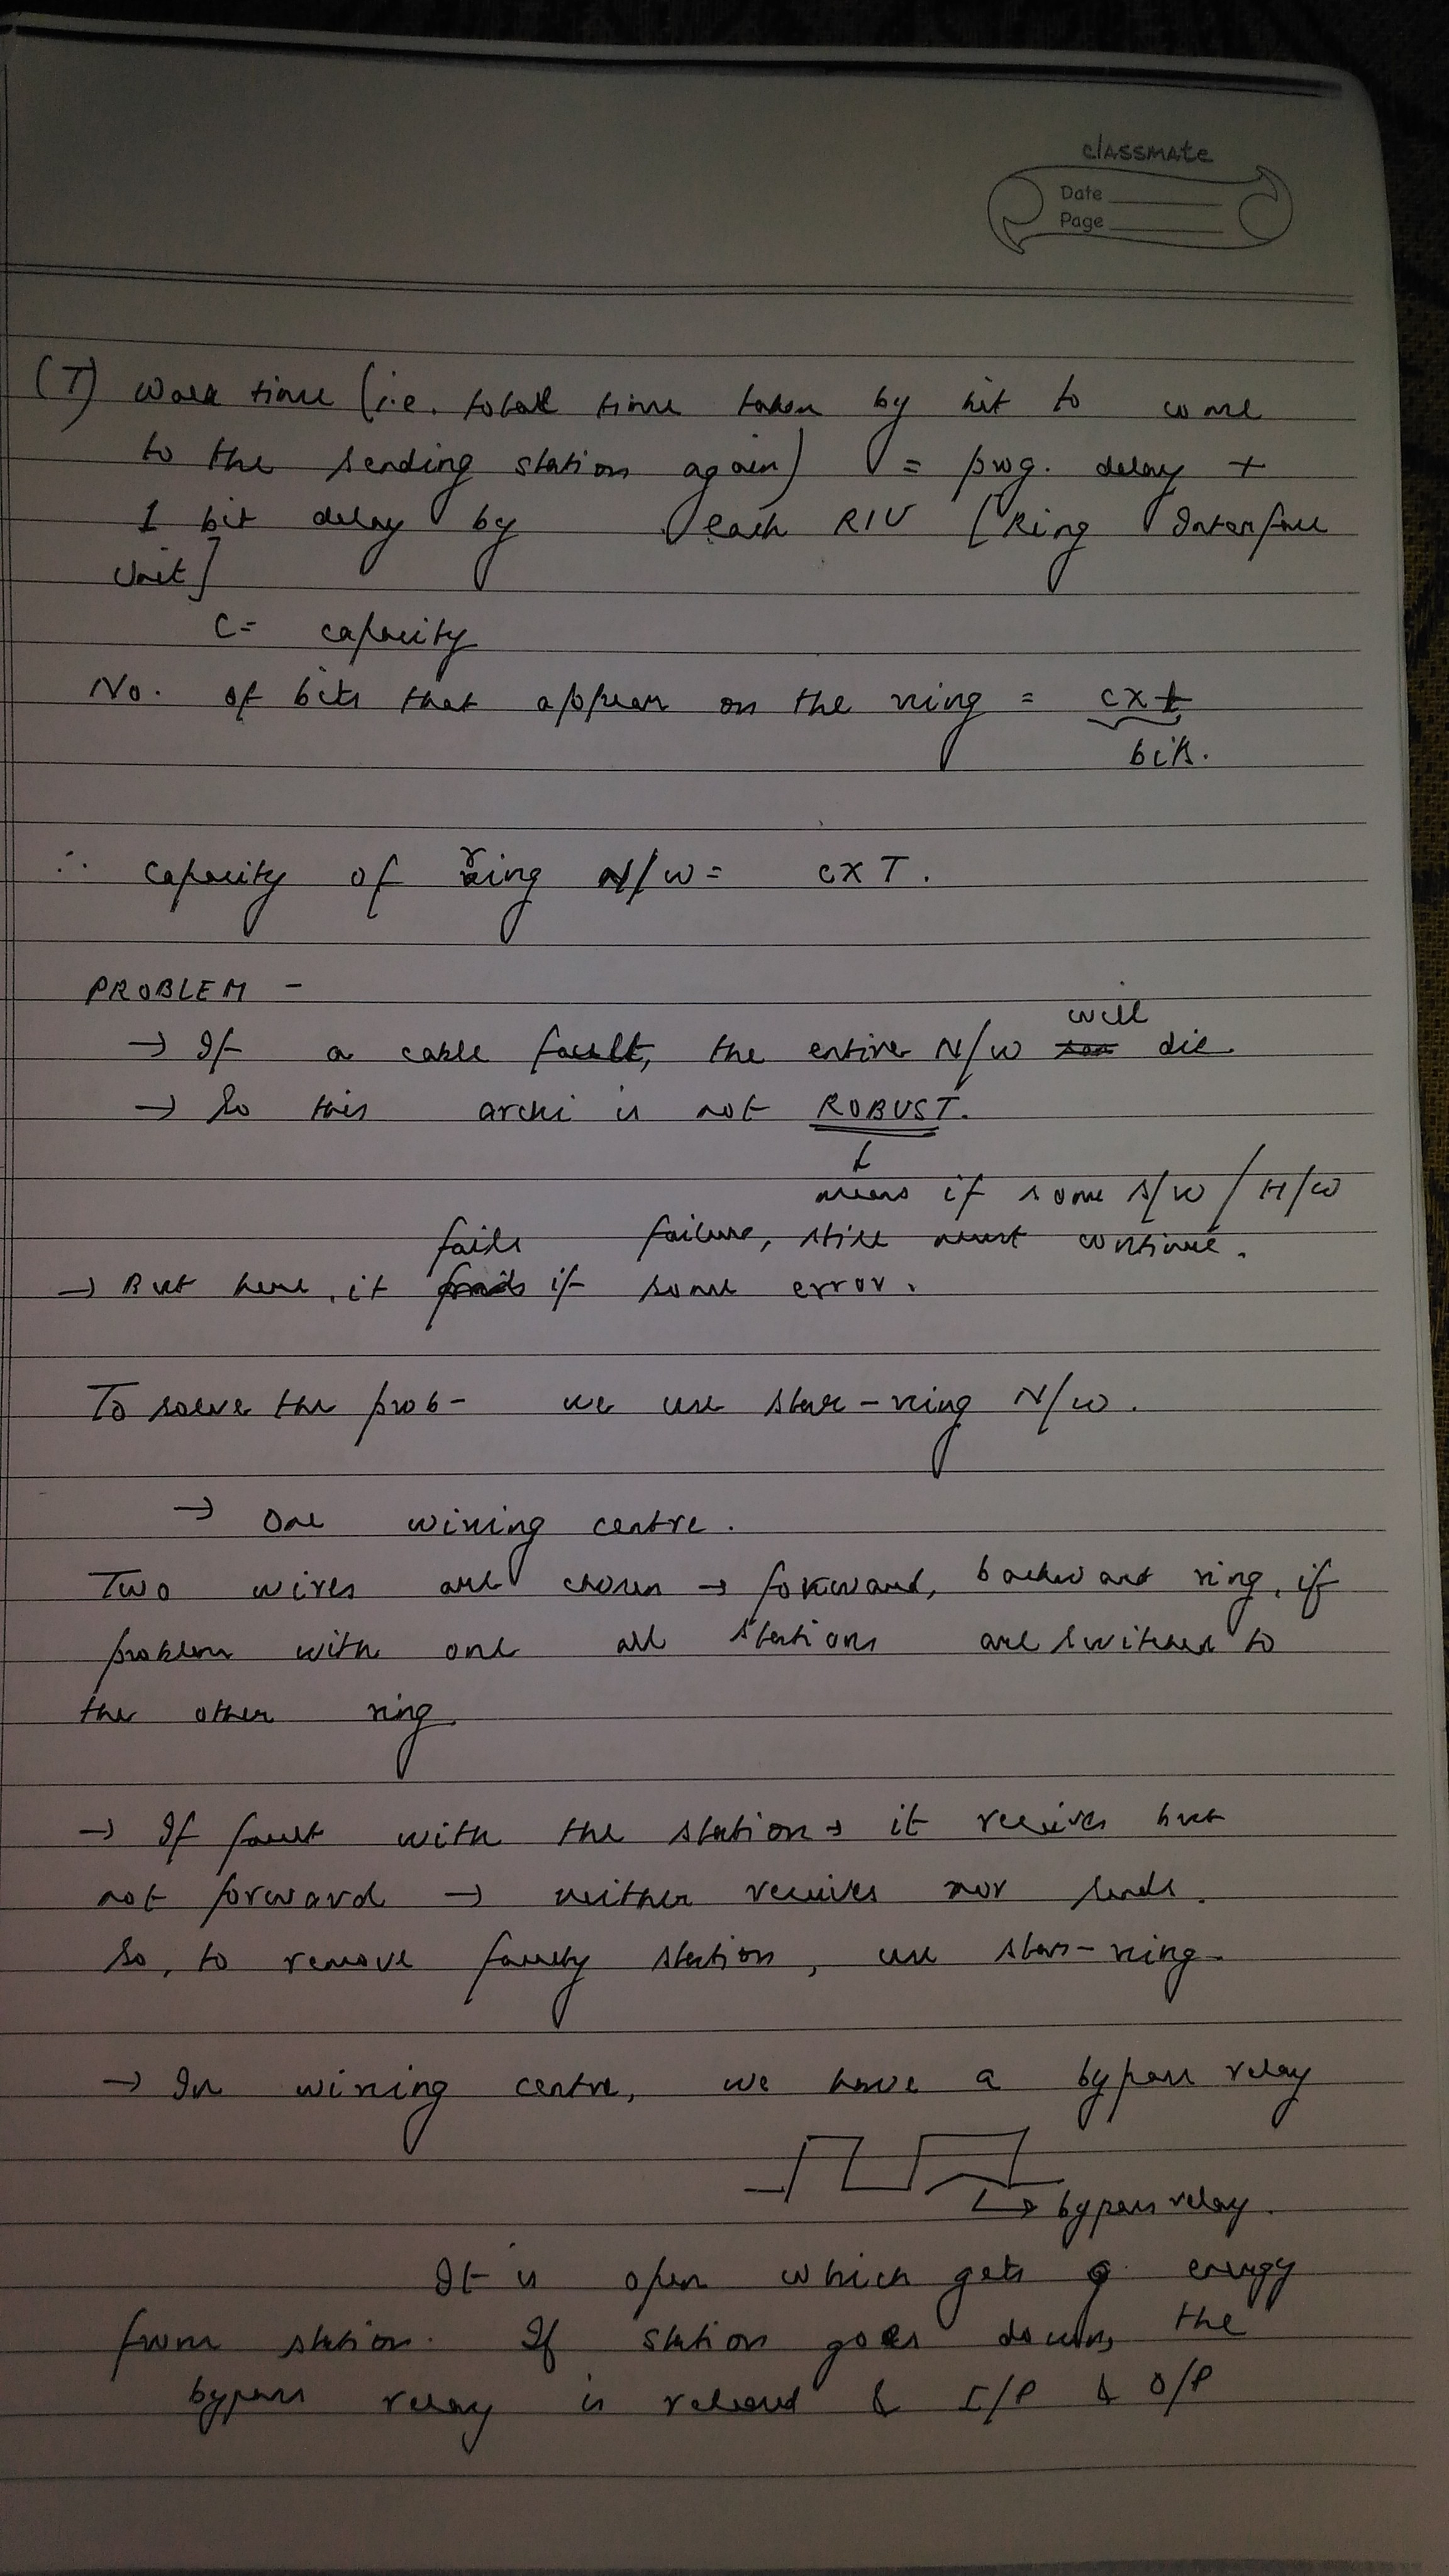 classmate
Date
Page
(T) Walk time (i.e. total time taken by bit to come
to the sending station again) = prog. delay +
1 bit delay by each RIU [Ring Interface
Unit]
C= capacity
No. of bits that appear on the ring = cxt
bits.
∴ Capacity of ring N/W = cxT.
PROBLEM -
will
→ If a cable fault, the entire N/W die.
→ So this archi is not ROBUST.
means if some S/W / H/W
fails failure, still must continue.
→ But here, it if some error.
To solve the prob- we use star-ring N/W.
→ One wiring centre.
Two wires are chosen → forward, backward ring, if
problem with one all stations are switched to
the other ring
→ If fault with the station → it receives but
not forward → neither receives nor sends.
So, to remove faulty station, use star-ring.
→ In wiring centre, we have a bypass relay
↳ bypass relay.
It is open which gets energy
from station. If station goes down, the
bypass relay is released & I/P & O/P